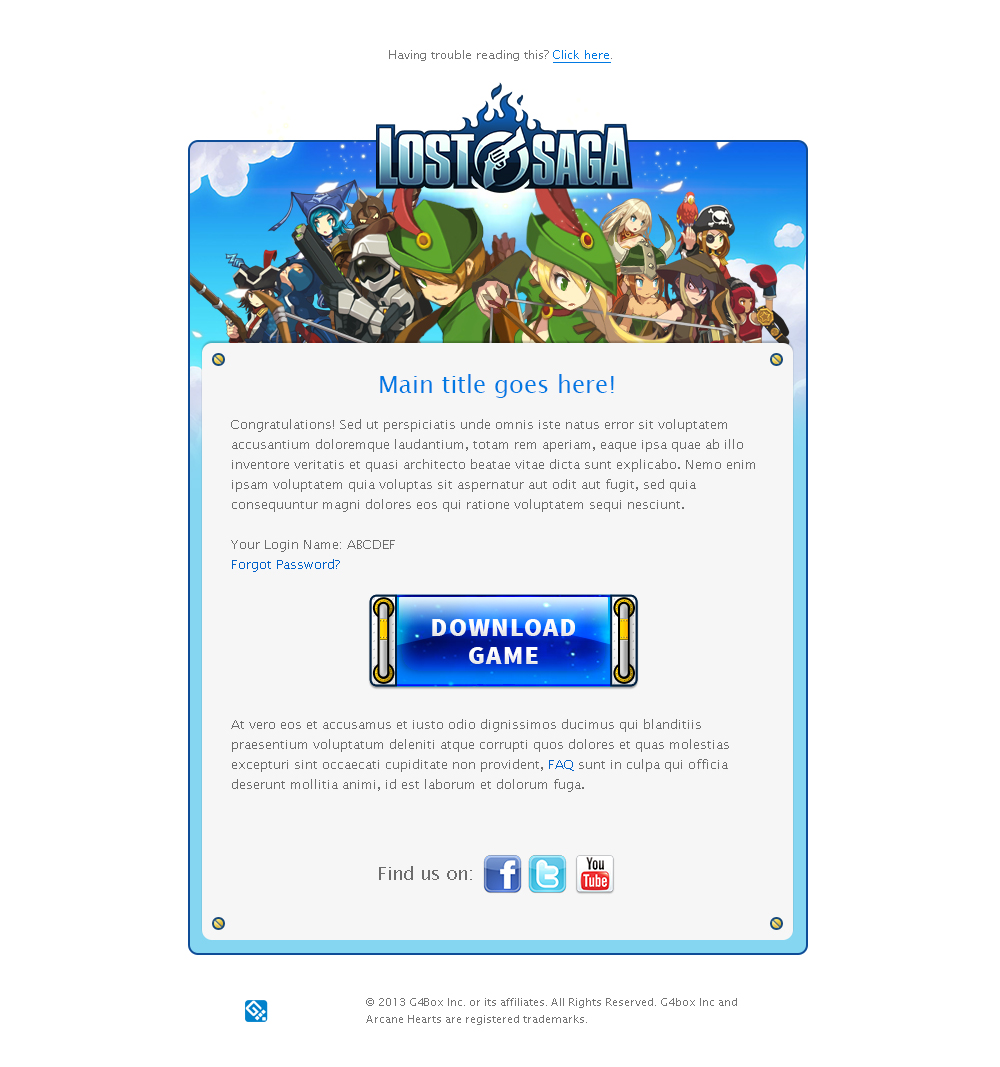 Having trouble reading this? Click here.
LOST SAGA
Main title goes here!
Congratulations! Sed ut perspiciatis unde omnis iste natus error sit voluptatem
accusantium doloremque laudantium, totam rem aperiam, eaque ipsa quae ab illo
inventore veritatis et quasi architecto beatae vitae dicta sunt explicabo. Nemo enim
ipsam voluptatem quia voluptas sit aspernatur aut odit aut fugit, sed quia
consequuntur magni dolores eos qui ratione voluptatem sequi nesciunt.
Your Login Name: ABCDEF
Forgot Password?
DOWNLOAD
GAME
At vero eos et accusamus et iusto odio dignissimos ducimus qui blanditiis
praesentium voluptatum deleniti atque corrupti quos dolores et quas molestias
excepturi sint occaecati cupiditate non provident, FAQ sunt in culpa qui officia
deserunt mollitia animi, id est laborum et dolorum fuga.
Find us on: f t You
Tube
© 2013 G4Box Inc. or its affiliates. All Rights Reserved. G4box Inc and
Arcane Hearts are registered trademarks.